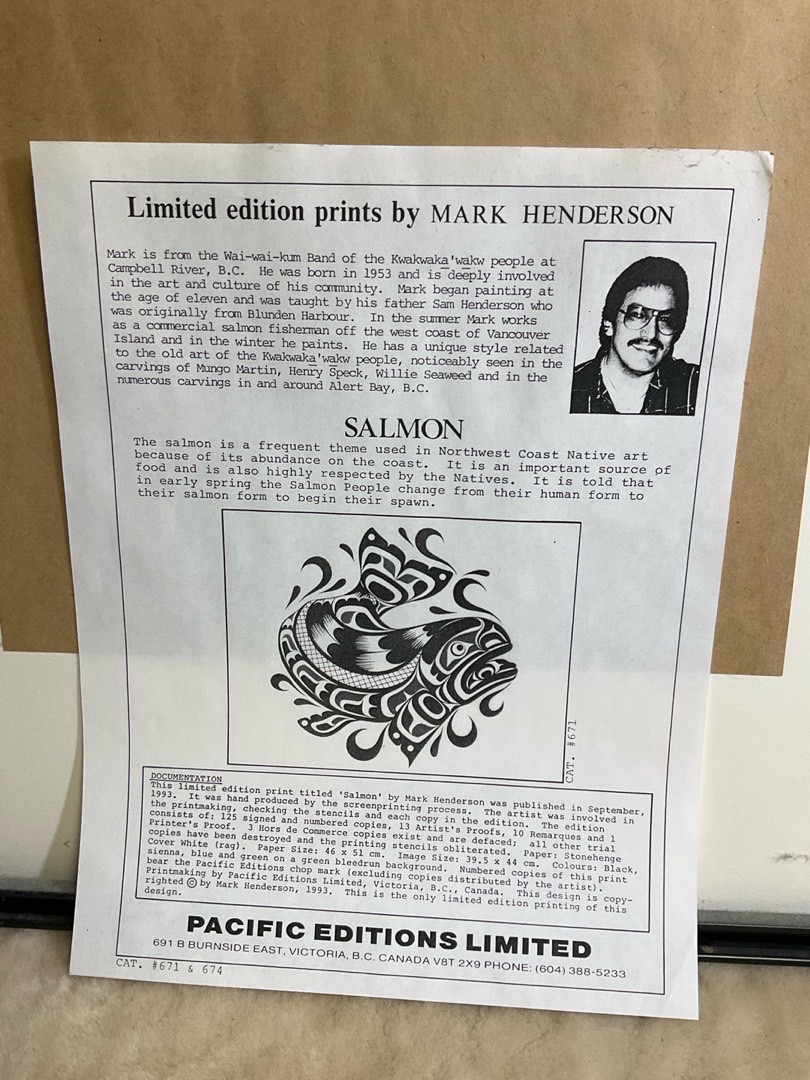 Limited edition prints by MARK HENDERSON
Mark is from the Wai-wai-kum Band of the Kwakwaka'wakw people at
Campbell River, B.C. He was born in 1953 and is deeply involved
in the art and culture of his community. Mark began painting at
the age of eleven and was taught by his father Sam Henderson who
was originally from Blunden Harbour. In the summer Mark works
as a commercial salmon fisherman off the west coast of Vancouver
Island and in the winter he paints. He has a unique style related
to the old art of the Kwakwaka'wakw people, noticeably seen in the
carvings of Mungo Martin, Henry Speck, Willie Seaweed and in the
numerous carvings in and around Alert Bay, B.C.
SALMON
The salmon is a frequent theme used in Northwest Coast Native art
because of its abundance on the coast. It is an important source of
food and is also highly respected by the Natives. It is told that
in early spring the Salmon People change from their human form to
their salmon form to begin their spawn.
CAT. #671
DOCUMENTATION
This limited edition print titled 'Salmon' by Mark Henderson was published in September,
1993. It was hand produced by the screenprinting process. The artist was involved in
the printmaking, checking the stencils and each copy in the edition. The edition
consists of: 125 signed and numbered copies, 13 Artist's Proofs, 10 Remarques and 1
Printer's Proof. 3 Hors de Commerce copies exist and are defaced; all other trial
copies have been destroyed and the printing stencils obliterated. Paper: Stonehenge
Cover White (rag). Paper Size: 46 x 51 cm. Image Size: 39.5 x 44 cm. Colours: Black,
sienna, blue and green on a green bleedrun background. Numbered copies of this print
bear the Pacific Editions chop mark (excluding copies distributed by the artist).
Printmaking by Pacific Editions Limited, Victoria, B.C., Canada. This design is copy-
righted © by Mark Henderson, 1993. This is the only limited edition printing of this
design.
PACIFIC EDITIONS LIMITED
691 B BURNSIDE EAST, VICTORIA, B.C. CANADA V8T 2X9 PHONE: (604) 388-5233
CAT. #671 & 674